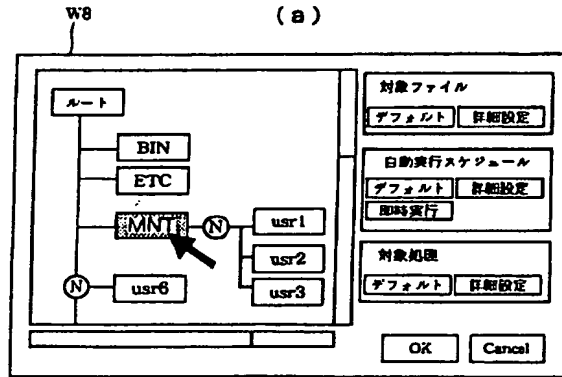 W8
(a)
ルート
BIN
ETC
MNT
N
usr1
usr2
usr3
N
usr6
対象ファイル
デフォルト 詳細設定
自動実行スケジュール
デフォルト 詳細設定
即時実行
対象処理
デフォルト 詳細設定
OK Cancel